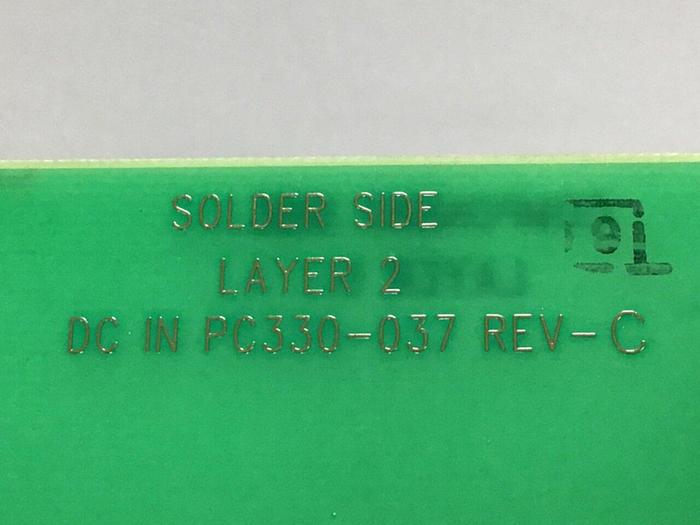 SOLDER SIDE
LAYER 2
DC IN PC330-037 REV-C